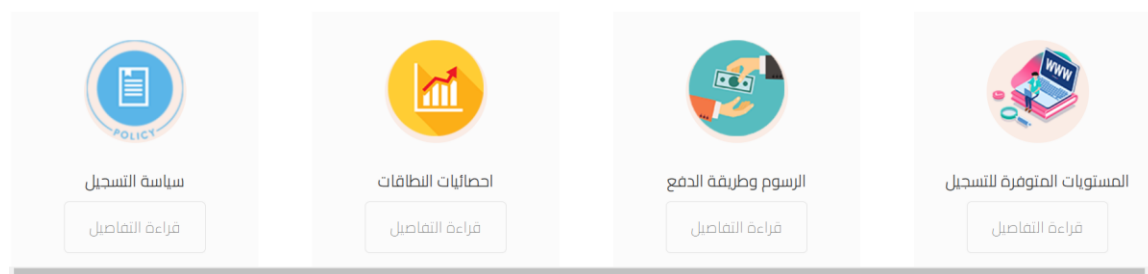 WWW
المستويات المتوفرة للتسجيل
قراءة التفاصيل
الرسوم وطريقة الدفع
قراءة التفاصيل
احصائيات النطاقات
قراءة التفاصيل
POLICY
سياسة التسجيل
قراءة التفاصيل